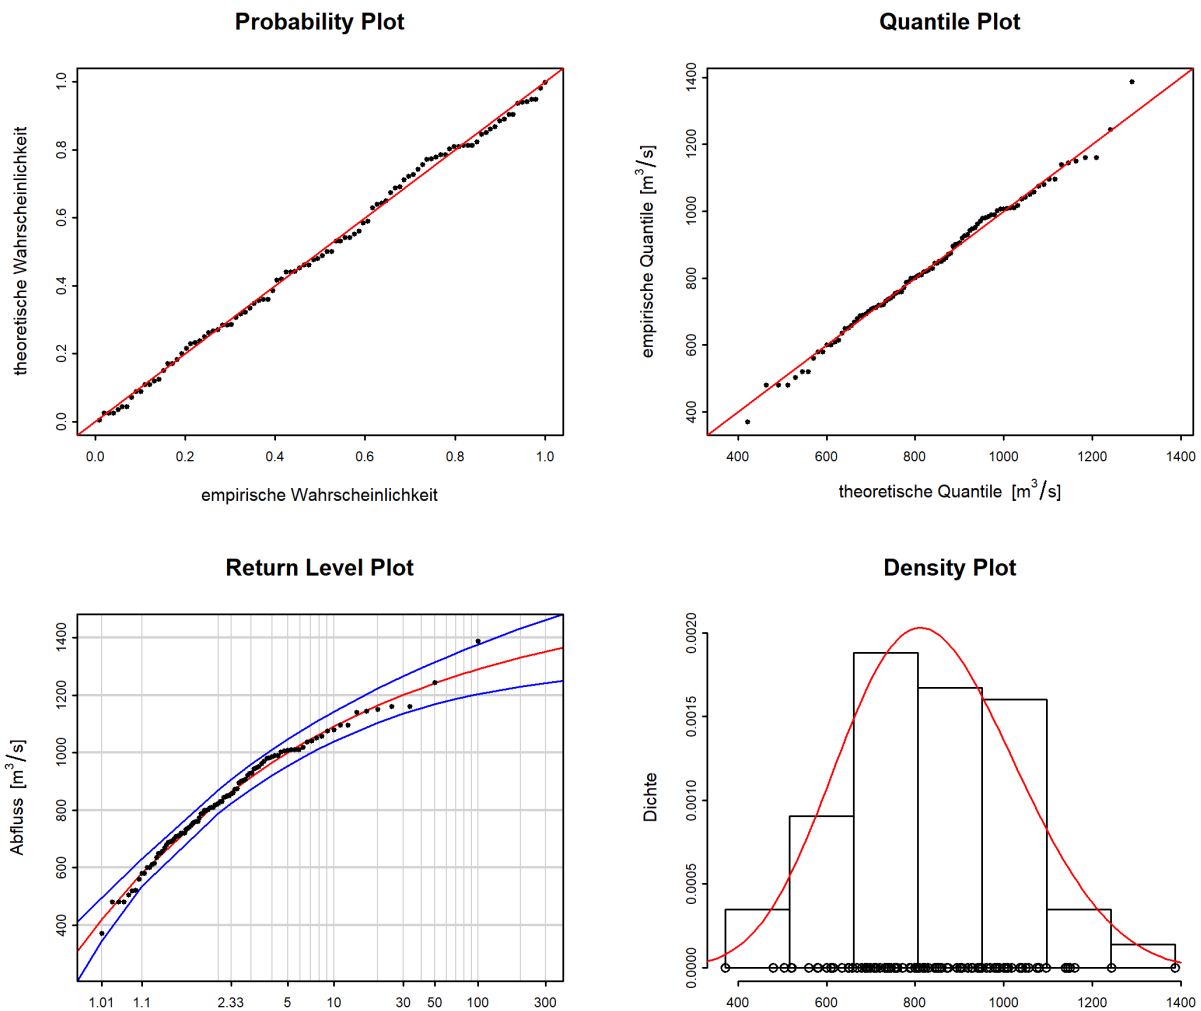 Probability Plot
theoretische Wahrscheinlichkeit
1.0
0.8
0.6
0.4
0.2
0.0
0.0 0.2 0.4 0.6 0.8 1.0
empirische Wahrscheinlichkeit
Quantile Plot
empirische Quantile [m³/s]
1400
1200
1000
800
600
400
400 600 800 1000 1200 1400
theoretische Quantile [m³/s]
Return Level Plot
Abfluss [m³/s]
1400
1200
1000
800
600
400
1.01 1.1 2.33 5 10 30 50 100 300
Density Plot
Dichte
0.0020
0.0015
0.0010
0.0005
0.0000
400 600 800 1000 1200 1400